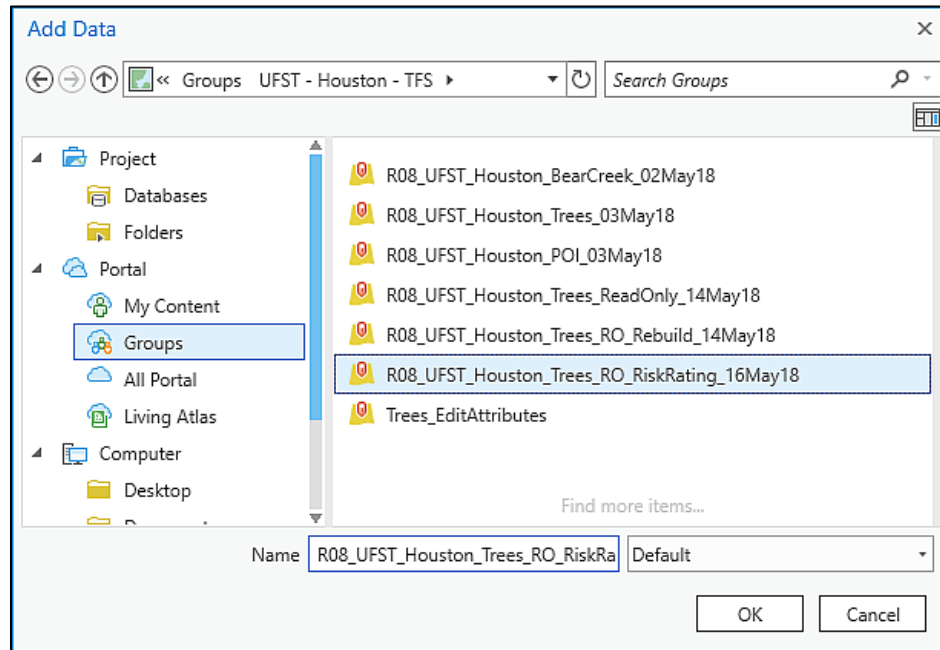 Add Data
Groups UFST - Houston - TFS
Search Groups
Project
Databases
Folders
Portal
My Content
Groups
All Portal
Living Atlas
Computer
Desktop
R08_UFST_Houston_BearCreek_02May18
R08_UFST_Houston_Trees_03May18
R08_UFST_Houston_POI_03May18
R08_UFST_Houston_Trees_ReadOnly_14May18
R08_UFST_Houston_Trees_RO_Rebuild_14May18
R08_UFST_Houston_Trees_RO_RiskRating_16May18
Trees_EditAttributes
Find more items...
Name R08_UFST_Houston_Trees_RO_RiskRa Default
OK Cancel